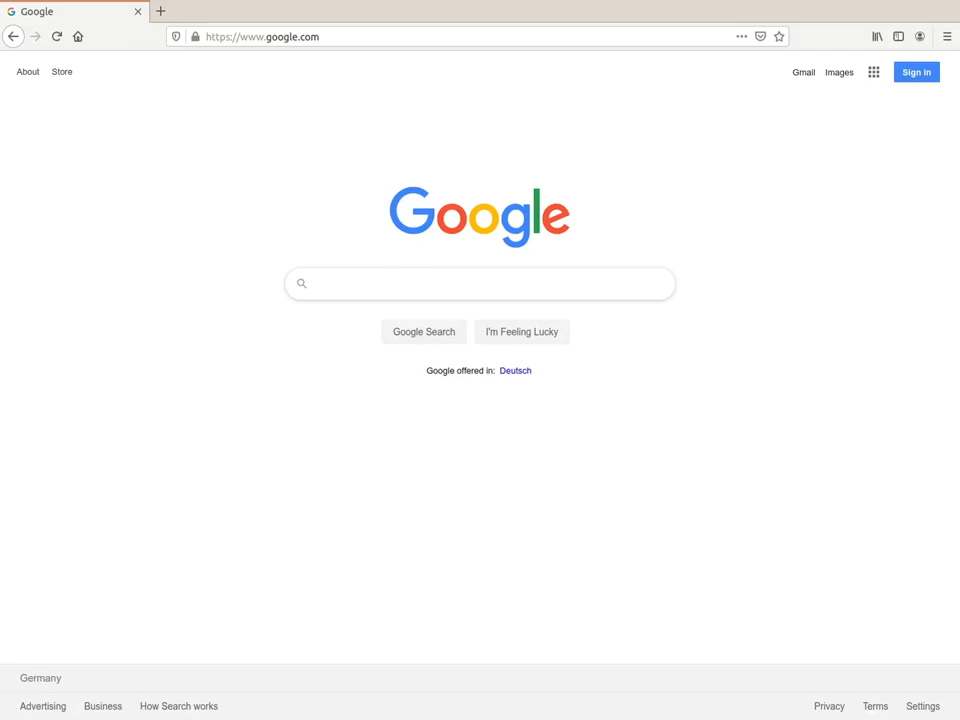 Google
https://www.google.com
About Store
Gmail Images Sign in
Google
Google Search I'm Feeling Lucky
Google offered in: Deutsch
Germany
Advertising Business How Search works
Privacy Terms Settings